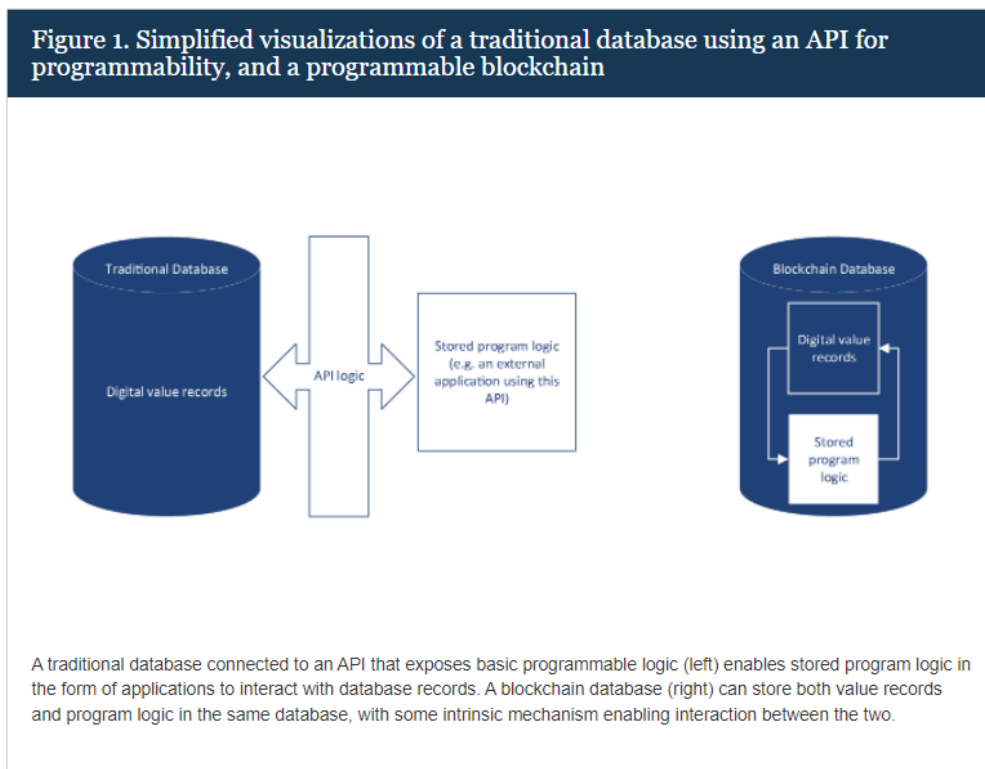 Figure 1. Simplified visualizations of a traditional database using an API for
programmability, and a programmable blockchain
Traditional Database
Digital value records
API logic
Stored program logic
(e.g. an external
application using this
API)
Blockchain Database
Digital value
records
Stored
program
logic
A traditional database connected to an API that exposes basic programmable logic (left) enables stored program logic in
the form of applications to interact with database records. A blockchain database (right) can store both value records
and program logic in the same database, with some intrinsic mechanism enabling interaction between the two.